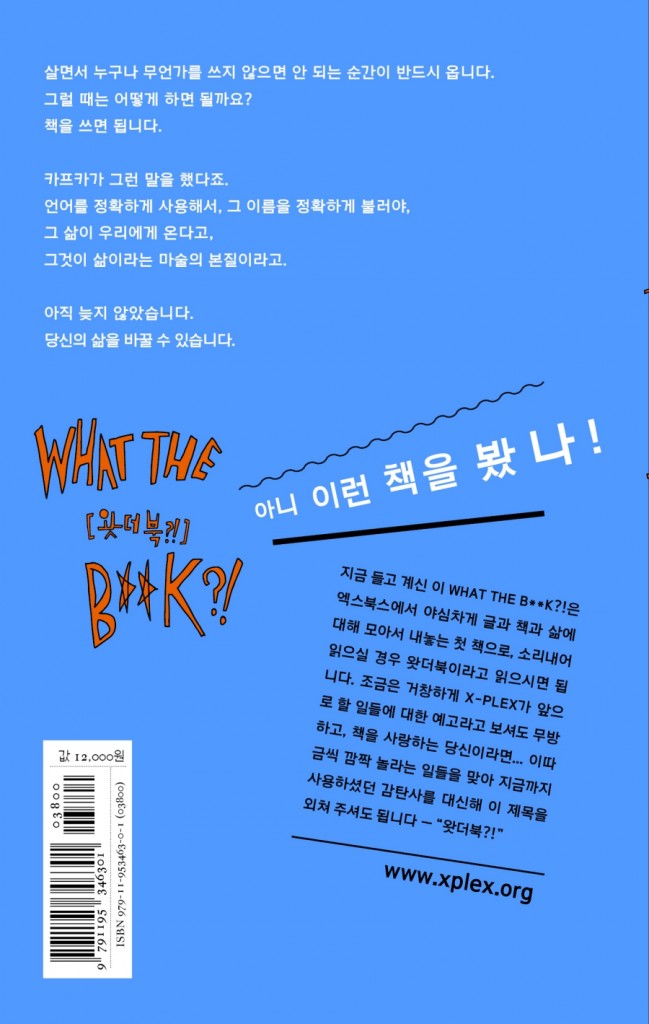 살면서 누구나 무언가를 쓰지 않으면 안 되는 순간이 반드시 옵니다.
그럴 때는 어떻게 하면 될까요?
책을 쓰면 됩니다.
카프카가 그런 말을 했다죠.
언어를 정확하게 사용해서, 그 이름을 정확하게 불러야,
그 삶이 우리에게 온다고,
그것이 삶이라는 마술의 본질이라고.
아직 늦지 않았습니다.
당신의 삶을 바꿀 수 있습니다.
WHAT THE
[왓더북?!]
B**K?!
아니 이런 책을 봤나!
지금 들고 계신 이 WHAT THE B**K?!은
엑스북스에서 야심차게 글과 책과 삶에
대해 모아서 내놓는 첫 책으로, 소리내어
읽으실 경우 왓더북이라고 읽으시면 됩
니다. 조금은 거창하게 X-PLEX가 앞으
로 할 일들에 대한 예고라고 보셔도 무방
하고, 책을 사랑하는 당신이라면... 이따
금씩 깜짝 놀라는 일들을 맞아 지금까지
사용하셨던 감탄사를 대신해 이 제목을
외쳐 주셔도 됩니다 – “왓더북?!”
www.xplex.org
값 12,000원
03800
9 791195 346301
ISBN 979-11-953463-0-1 (03800)